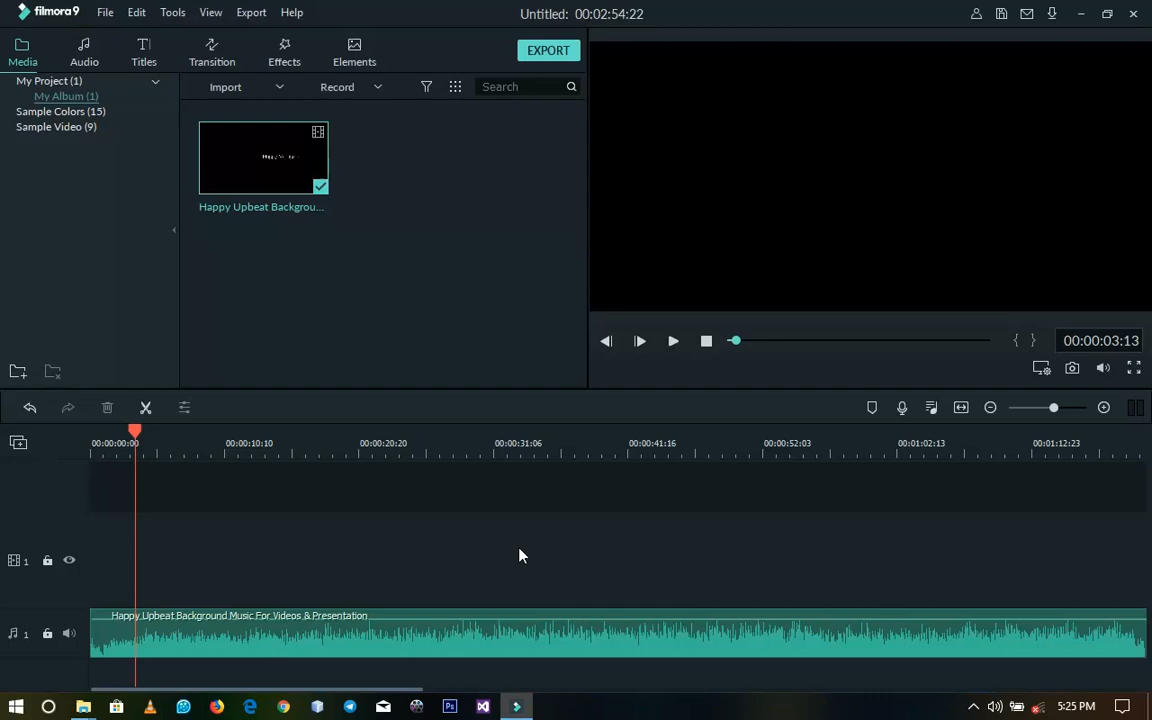 filmora9 File Edit Tools View Export Help Untitled: 00:02:54:22
Media Audio Titles Transition Effects Elements EXPORT
My Project (1)
My Album (1)
Sample Colors (15)
Sample Video (9)
Import Record Search
Happy Upbeat Backgrou...
00:00:03:13
00:00:00:00 00:00:10:10 00:00:20:20 00:00:31:06 00:00:41:16 00:00:52:03 00:01:02:13 00:01:12:23
1
Happy Upbeat Background Music For Videos & Presentation
1
5:25 PM